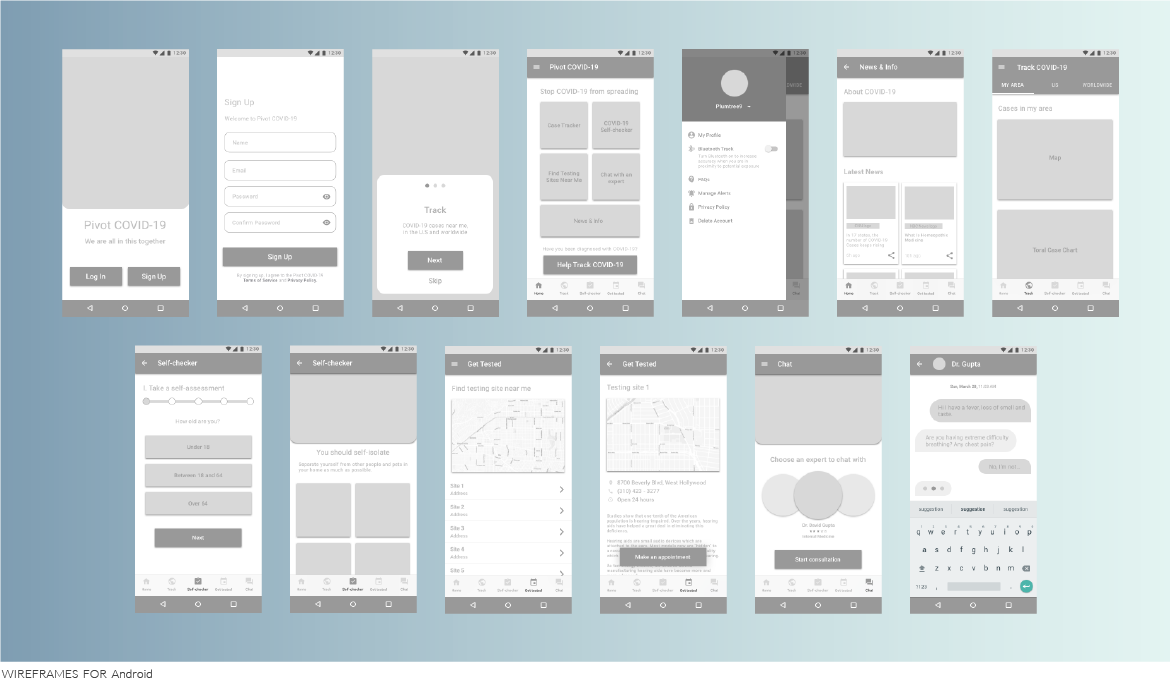 12:30
Pivot COVID-19
We are all in this together
Log In
Sign Up
12:30
Sign Up
Welcome to Pivot COVID-19
Name
Email
Password
Confirm Password
Sign Up
By signing up, I agree to the Pivot COVID-19
Terms of Service and Privacy Policy.
12:30
Track
COVID-19 cases near me,
in the U.S and worldwide
Next
Skip
12:30
Pivot COVID-19
Stop COVID-19 from spreading
Case Tracker
COVID-19
Self-checker
Find Testing
Sites Near Me
Chat with an
expert
News & Info
Have you been diagnosed with COVID-19?
Help Track COVID-19
Home Track Self-checker Get tested Chat
12:30
Plumtree9
My Profile
Bluetooth Track
Help
Manage Alerts
Privacy Policy
Delete Account
12:30
News & Info
About COVID-19
Latest News
Home Track Self-checker Get tested Chat
12:30
Track COVID-19
MY AREA US WORLDWIDE
Cases in my area
Map
Total Case Chart
Home Track Self-checker Get tested Chat
12:30
Self-checker
I. Take a self-assessment
How old are you?
Under 18
Between 18 and 64
Over 64
Next
Home Track Self-checker Get tested Chat
12:30
Self-checker
You should self-isolate
Separate yourself from other people and pets in
your home as much as possible.
Home Track Self-checker Get tested Chat
12:30
Get Tested
Find testing sites near me
Site 1
Address
Site 2
Address
Site 3
Address
Site 4
Address
Site 5
Home Track Self-checker Get tested Chat
12:30
Get Tested
Testing site 1
8700 Beverly Blvd, West Hollywood
(310) 423 - 3277
Open 24 hours
Make an appointment
Home Track Self-checker Get tested Chat
12:30
Chat
Choose an expert to chat with
Dr. David Gupta
Start consultation
Home Track Self-checker Get tested Chat
12:30
Dr. Gupta
Hi! I have a fever, loss of smell and
taste.
Are you having extreme difficulty
breathing? Any chest pain?
No, I'm not...
suggestion suggestion suggestion
q w e r t y u i o p
a s d f g h j k l
z x c v b n m
?123 , .
WIREFRAMES FOR Android